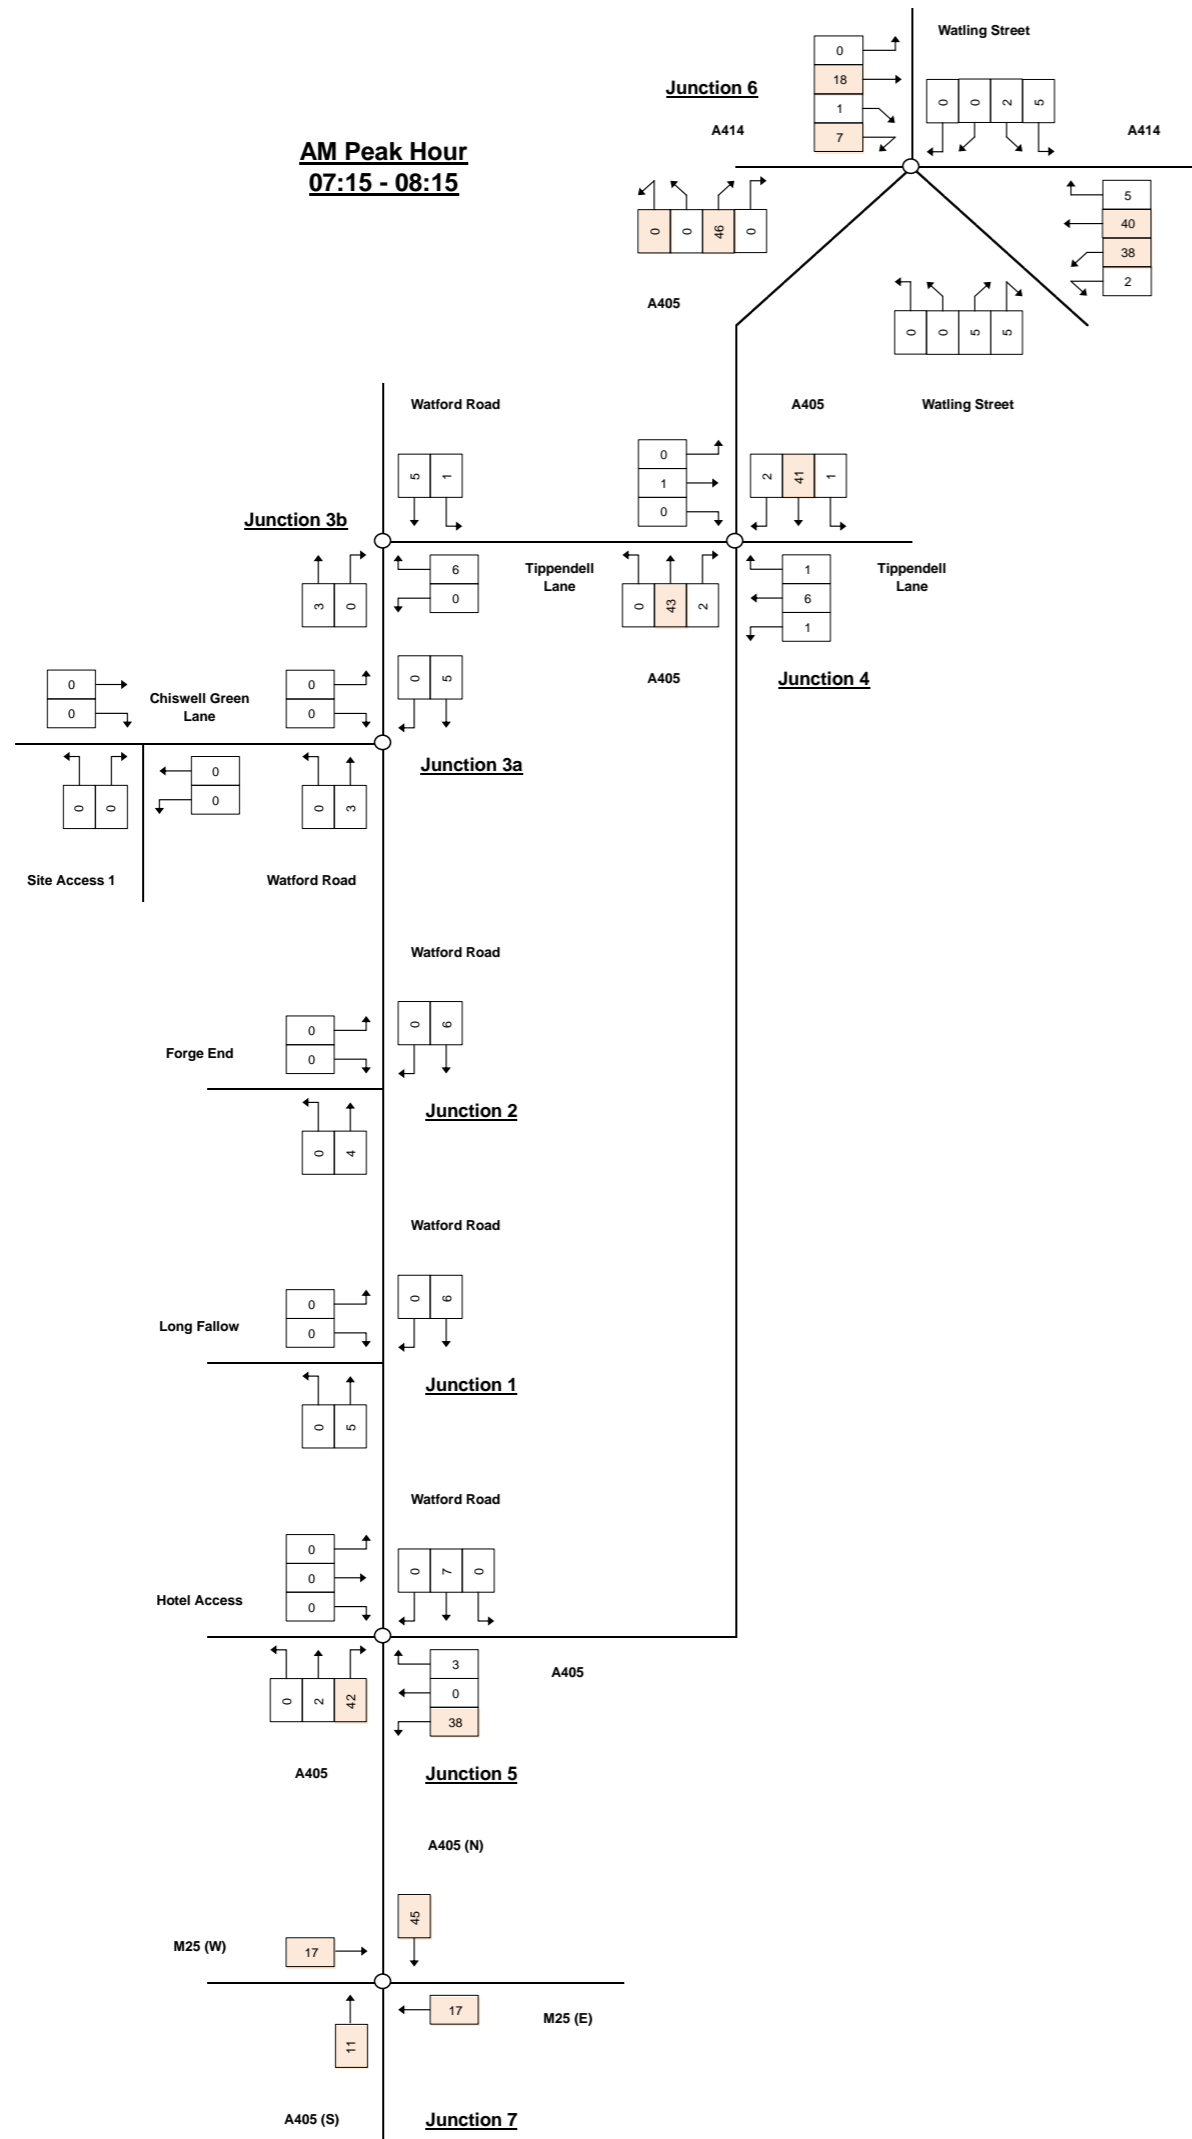 Watling Street
0
18
1
7
Junction 6
0 0 2 5
A414
A414
AM Peak Hour
07:15 - 08:15
5
40
38
2
0 0 46 0
A405
0 0 5 5
Watford Road
A405
Watling Street
0
1
0
2 41 1
5 1
Junction 3b
3 0
6
0
Tippendell
Lane
0 43 2
1
6
1
Tippendell
Lane
A405
Junction 4
0
0
Chiswell Green
Lane
0
0
0 5
Junction 3a
0 0
0
0
0 3
Site Access 1
Watford Road
Watford Road
0
0
0 6
Forge End
Junction 2
0 4
Watford Road
0
0
0 6
Long Fallow
Junction 1
0 5
Watford Road
0
0
0
0 7 0
Hotel Access
0 2 42
3
0
38
A405
A405
Junction 5
A405 (N)
45
M25 (W)
17
17
M25 (E)
11
A405 (S)
Junction 7